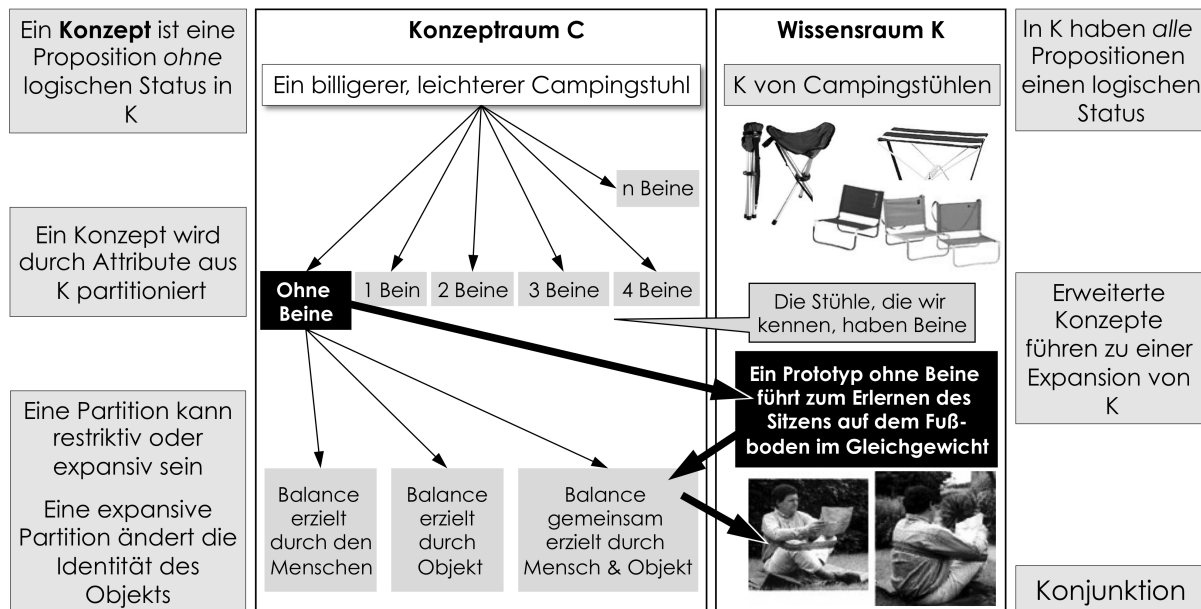 Ein Konzept ist eine
Proposition ohne
logischen Status in
K
Ein Konzept wird
durch Attribute aus
K partitioniert
Eine Partition kann
restriktiv oder
expansiv sein
Eine expansive
Partition ändert die
Identität des
Objekts
Konzeptraum C
Ein billigerer, leichterer Campingstuhl
n Beine
Ohne
Beine
1 Bein
2 Beine
3 Beine
4 Beine
Balance
erzielt
durch den
Menschen
Balance
erzielt
durch
Objekt
Balance
gemeinsam
erzielt durch
Mensch & Objekt
Wissensraum K
K von Campingstühlen
Die Stühle, die wir
kennen, haben Beine
Ein Prototyp ohne Beine
führt zum Erlernen des
Sitzens auf dem Fuß-
boden im Gleichgewicht
In K haben alle
Propositionen
einen logischen
Status
Erweiterte
Konzepte
führen zu einer
Expansion von
K
Konjunktion